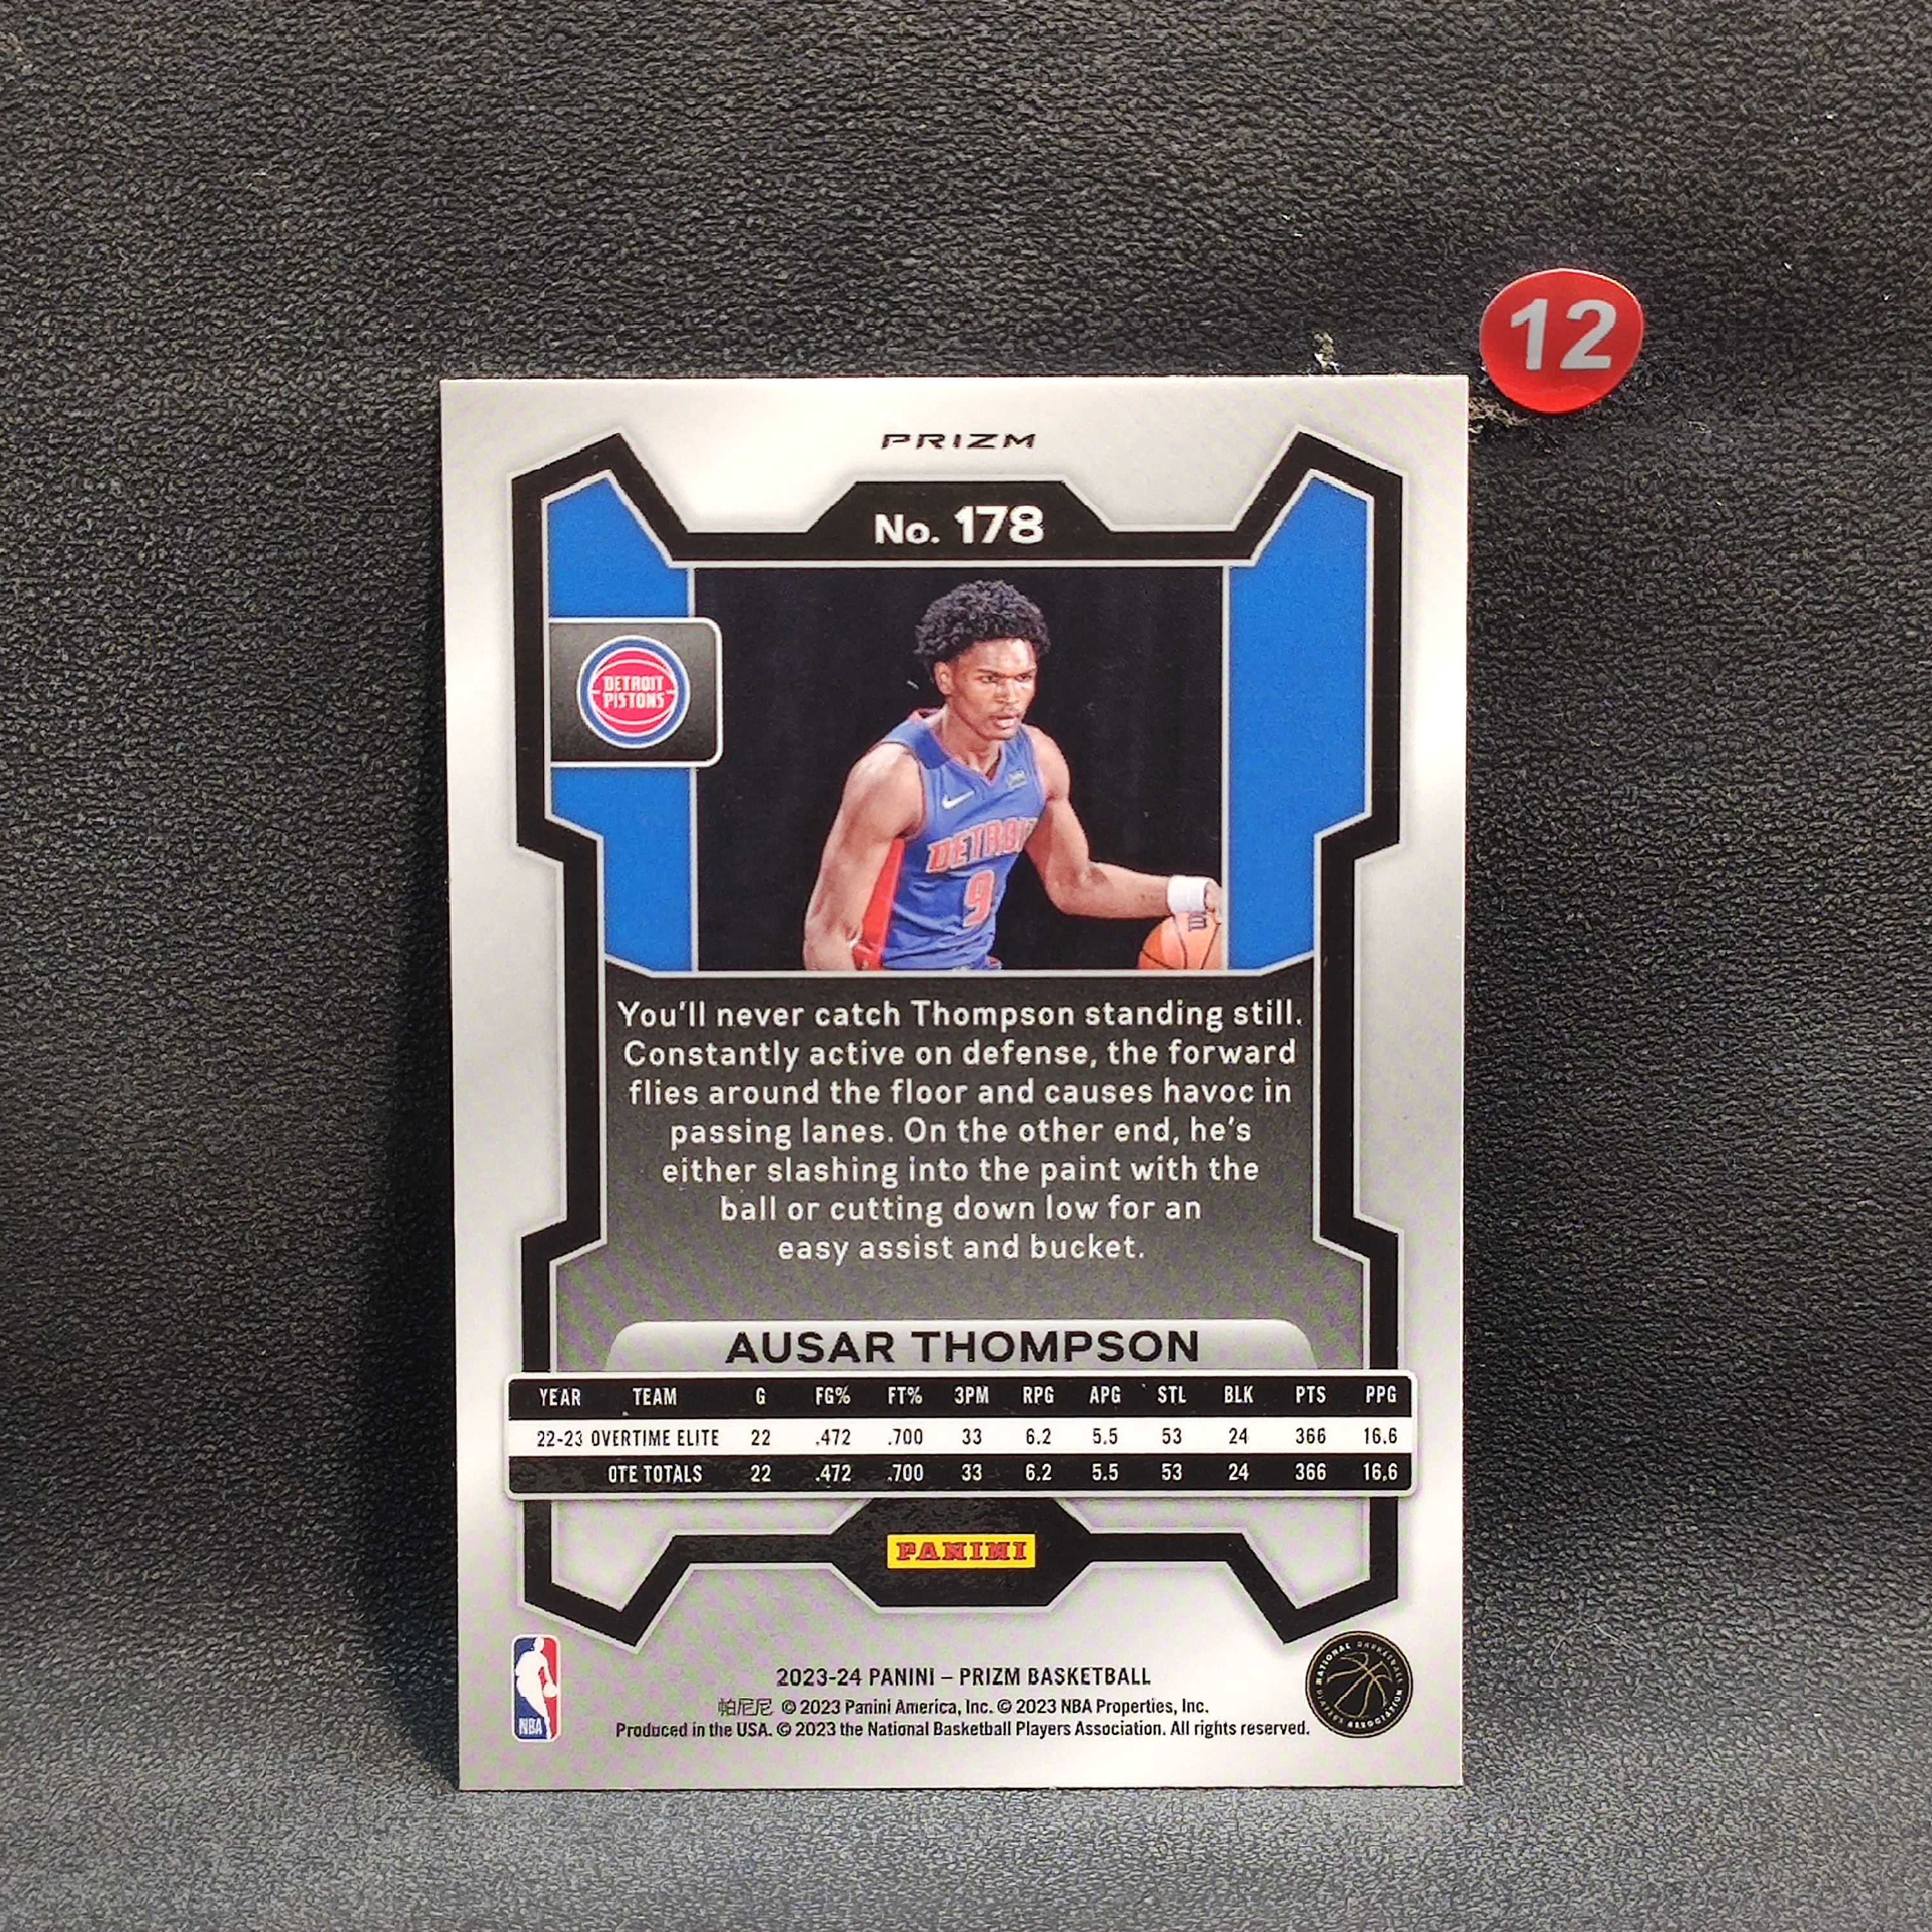 12
PRIZM
No. 178
DETROIT
PISTONS
DETROIT
9
You'll never catch Thompson standing still.
Constantly active on defense, the forward
flies around the floor and causes havoc in
passing lanes. On the other end, he's
either slashing into the paint with the
ball or cutting down low for an
easy assist and bucket.
AUSAR THOMPSON
YEAR TEAM G FG% FT% 3PM RPG APG STL BLK PTS PPG
22-23 OVERTIME ELITE 22 .472 .700 33 6.2 5.5 53 24 366 16.6
OTE TOTALS 22 .472 .700 33 6.2 5.5 53 24 366 16.6
PANINI
2023-24 PANINI – PRIZM BASKETBALL
帕尼尼 © 2023 Panini America, Inc. © 2023 NBA Properties, Inc.
Produced in the USA. © 2023 the National Basketball Players Association. All rights reserved.
NBA
NATIONAL BASKETBALL
PLAYERS ASSOCIATION